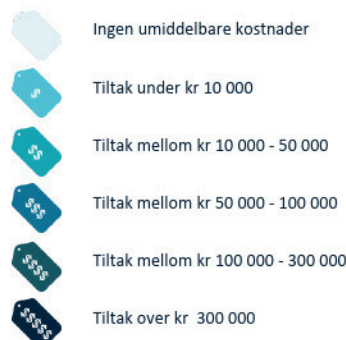 Ingen umiddelbare kostnader
$ Tiltak under kr 10 000
$$ Tiltak mellom kr 10 000 - 50 000
$$$ Tiltak mellom kr 50 000 - 100 000
$$$$ Tiltak mellom kr 100 000 - 300 000
$$$$$ Tiltak over kr 300 000